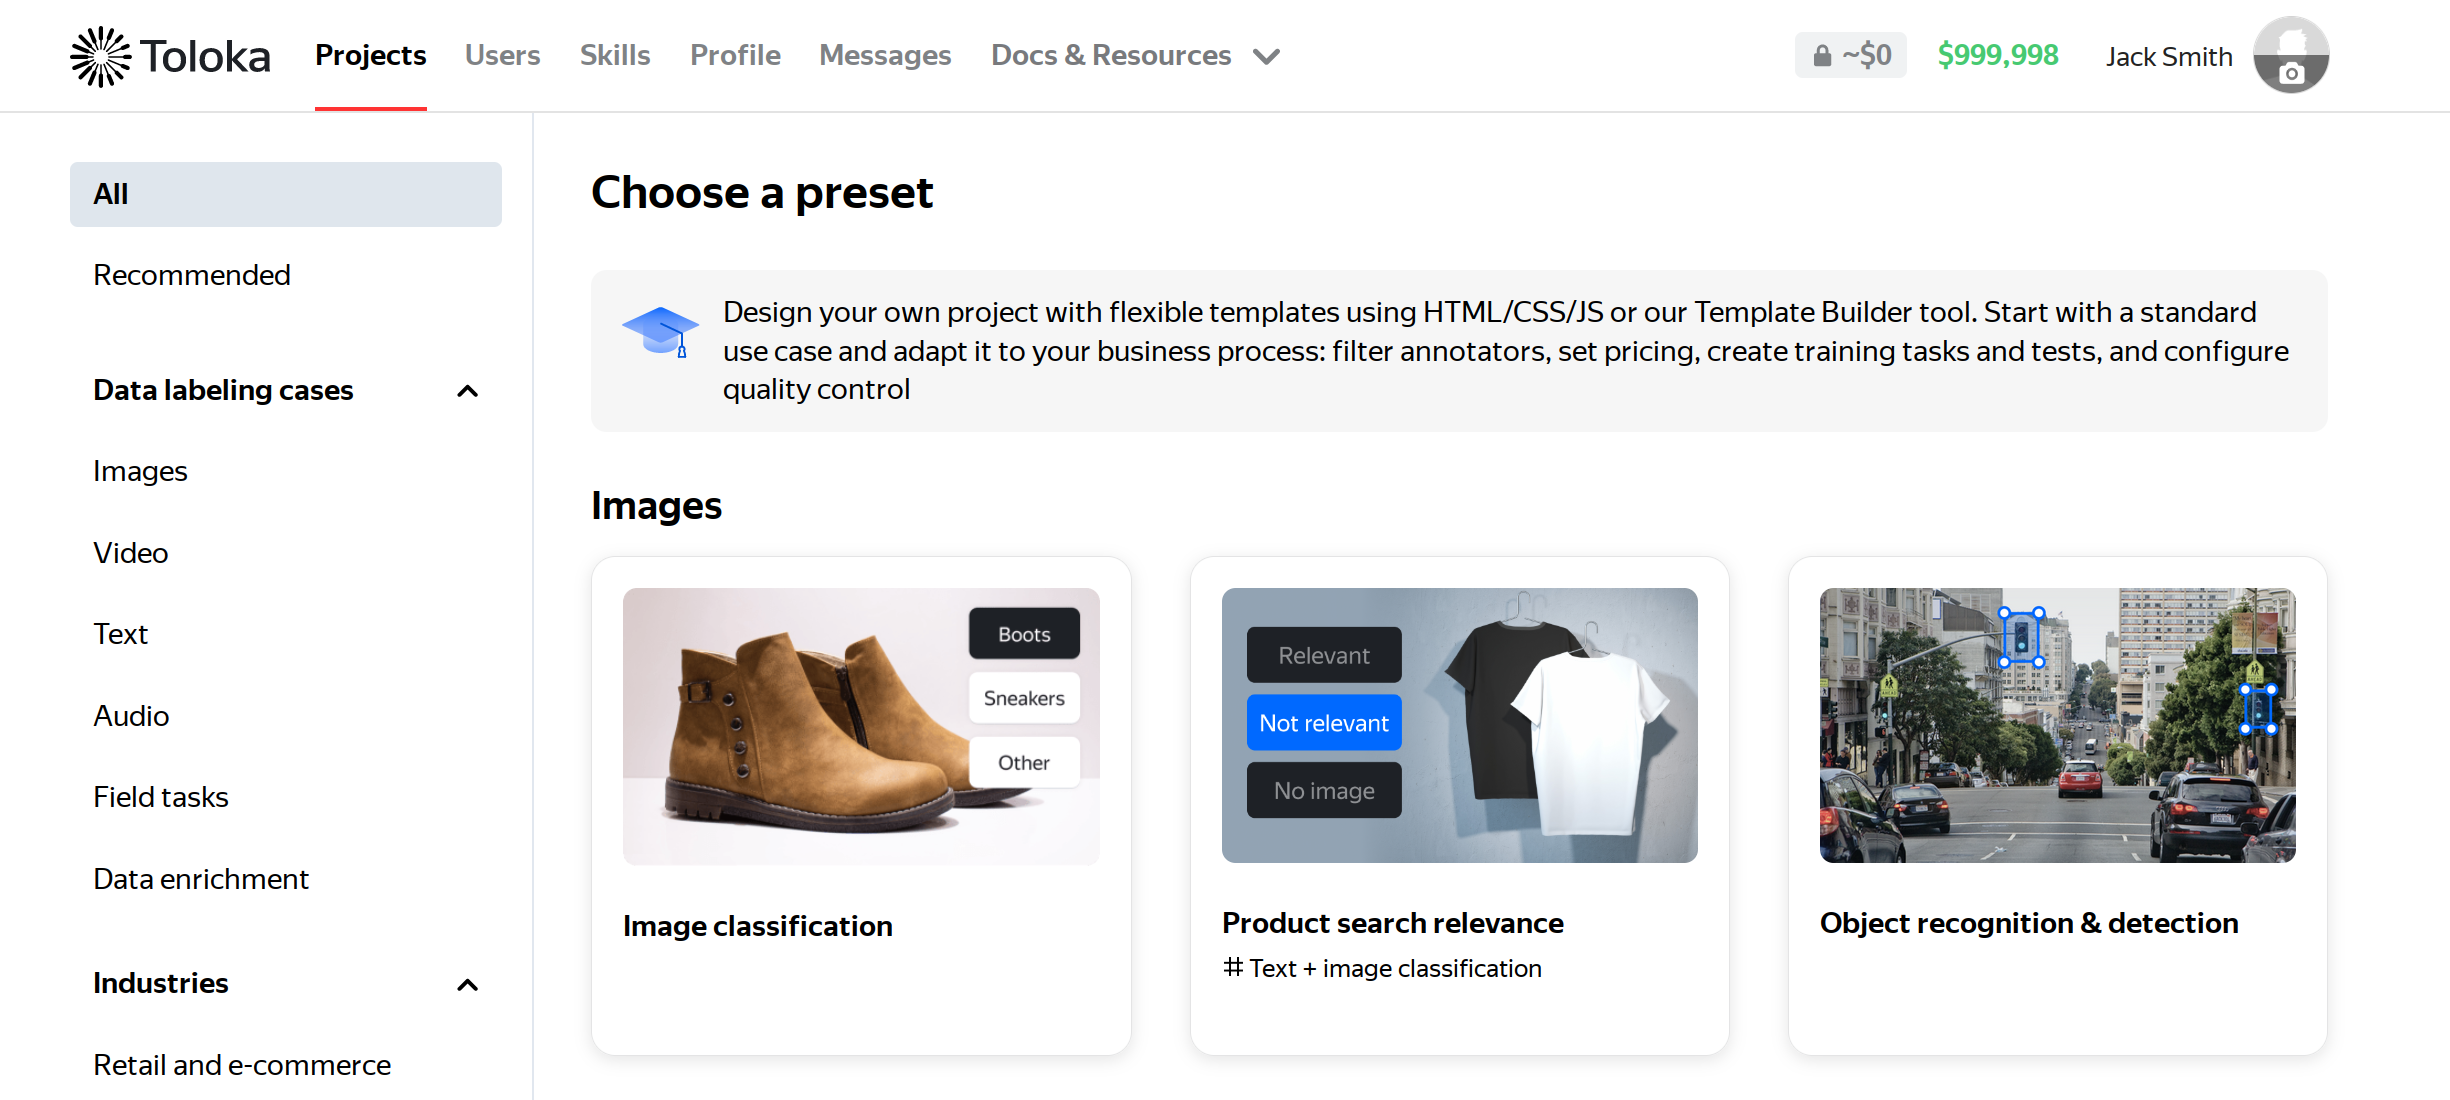 Toloka
Projects
Users
Skills
Profile
Messages
Docs & Resources
~$0
$999,998
Jack Smith
All
Recommended
Data labeling cases
Images
Video
Text
Audio
Field tasks
Data enrichment
Industries
Retail and e-commerce
Choose a preset
Design your own project with flexible templates using HTML/CSS/JS or our Template Builder tool. Start with a standard
use case and adapt it to your business process: filter annotators, set pricing, create training tasks and tests, and configure
quality control
Images
Boots
Sneakers
Other
Image classification
Relevant
Not relevant
No image
Product search relevance
# Text + image classification
Object recognition & detection